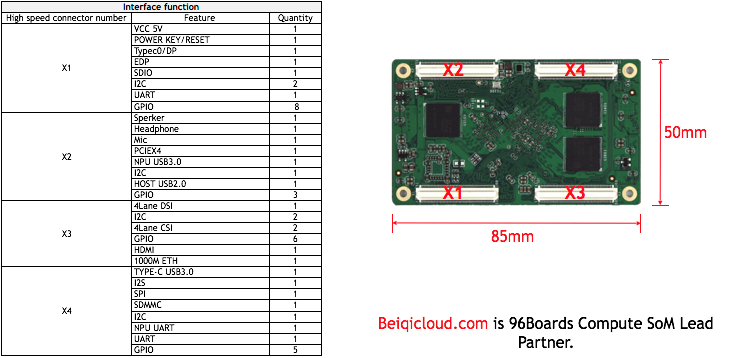 Interface function
High speed connector number Feature Quantity
X1
VCC 5V 1
POWER KEY/RESET 1
Typec0/DP 1
EDP 1
SDIO 1
I2C 2
UART 1
GPIO 8
X2
Sperker 1
Headphone 1
Mic 1
PCIEX4 1
NPU USB3.0 1
I2C 1
HOST USB2.0 1
GPIO 3
X3
4Lane DSI 1
I2C 2
4Lane CSI 2
GPIO 6
HDMI 1
1000M ETH 1
X4
TYPE-C USB3.0 1
I2S 1
SPI 1
SDMMC 1
I2C 1
NPU UART 1
UART 1
GPIO 5
X2 X4
50mm
X1 X3
85mm
Beiqicloud.com is 96Boards Compute SoM Lead
Partner.